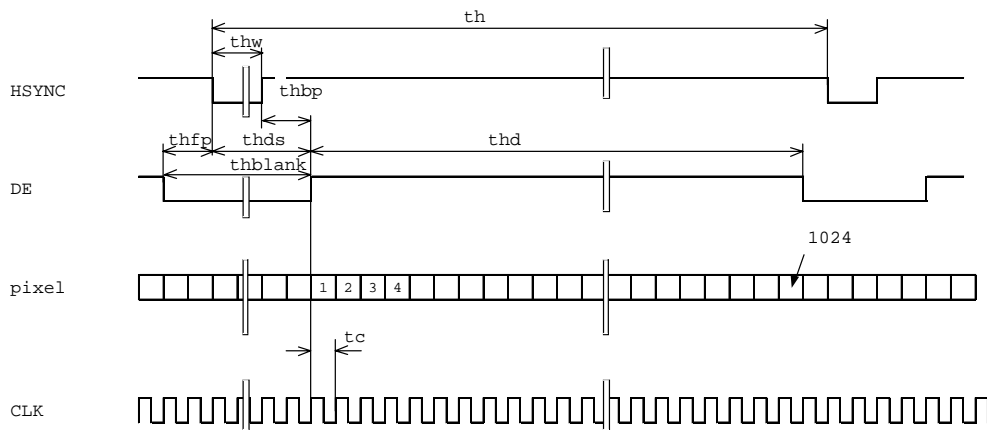 th
thw
HSYNC
thbp
thfp
thds
thd
thblank
DE
1024
pixel
1 2 3 4
tc
CLK